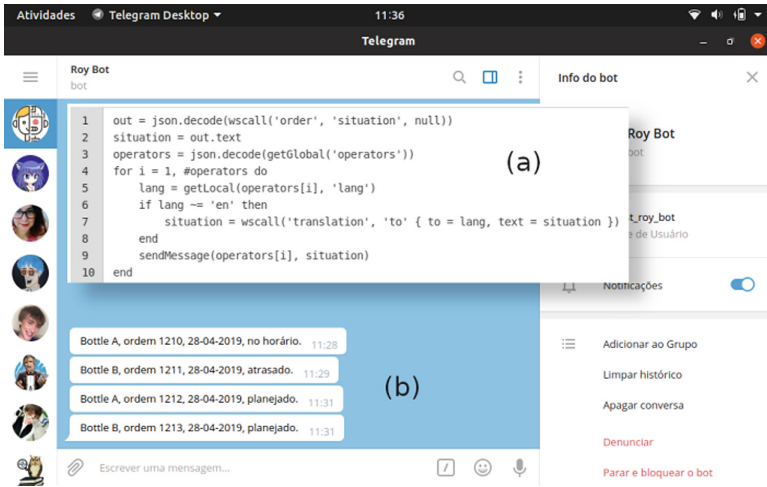 Atividades Telegram Desktop 11:36
Telegram
Roy Bot
bot
1 out = json.decode(wscall('order', 'situation', null))
2 situation = out.text
3 operators = json.decode(getGlobal('operators'))
4 for i = 1, #operators do
5 lang = getLocal(operators[i], 'lang')
6 if lang ~= 'en' then
7 situation = wscall('translation', 'to' { to = lang, text = situation })
8 end
9 sendMessage(operators[i], situation)
10 end
(a)
Bottle A, ordem 1210, 28-04-2019, no horário. 11:28
Bottle B, ordem 1211, 28-04-2019, atrasado. 11:29
Bottle A, ordem 1212, 28-04-2019, planejado. 11:31
Bottle B, ordem 1213, 28-04-2019, planejado. 11:31
(b)
Escrever uma mensagem...
Info do bot
Roy Bot
bot
t_roy_bot
de Usuário
Notificações
Adicionar ao Grupo
Limpar histórico
Apagar conversa
Denunciar
Parar e bloquear o bot